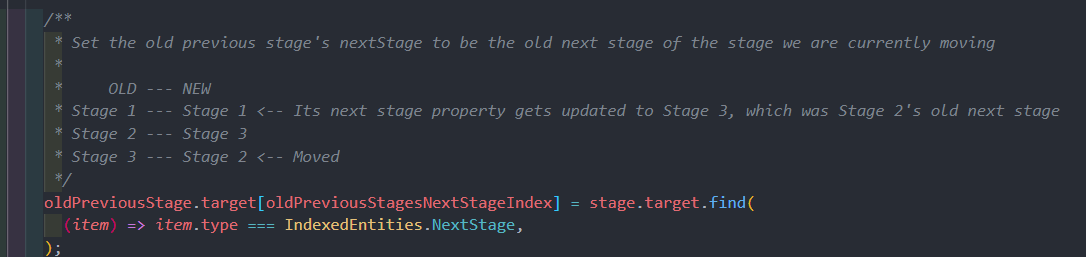 /**
 * Set the old previous stage's nextStage to be the old next stage of the stage we are currently moving
 *
 *     OLD --- NEW
 * Stage 1 --- Stage 1 <-- Its next stage property gets updated to Stage 3, which was Stage 2's old next stage
 * Stage 2 --- Stage 3
 * Stage 3 --- Stage 2 <-- Moved
 */
oldPreviousStage.target[oldPreviousStagesNextStageIndex] = stage.target.find(
  (item) => item.type === IndexedEntities.NextStage,
);